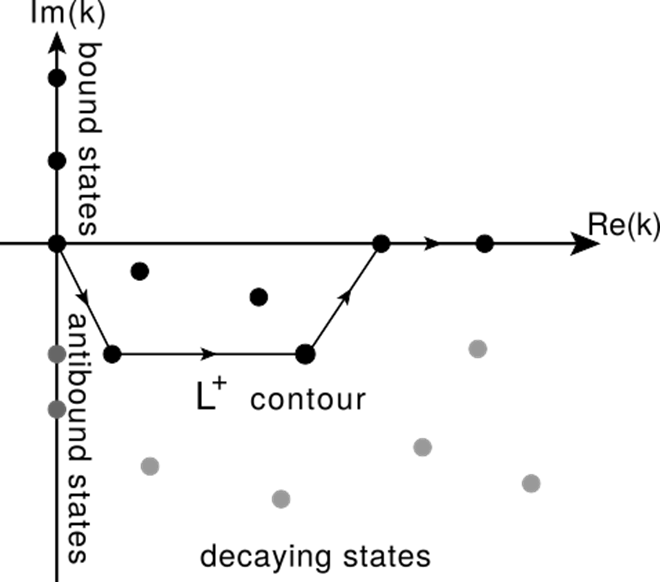 Im(k)
bound states
Re(k)
antibound states
L+ contour
decaying states